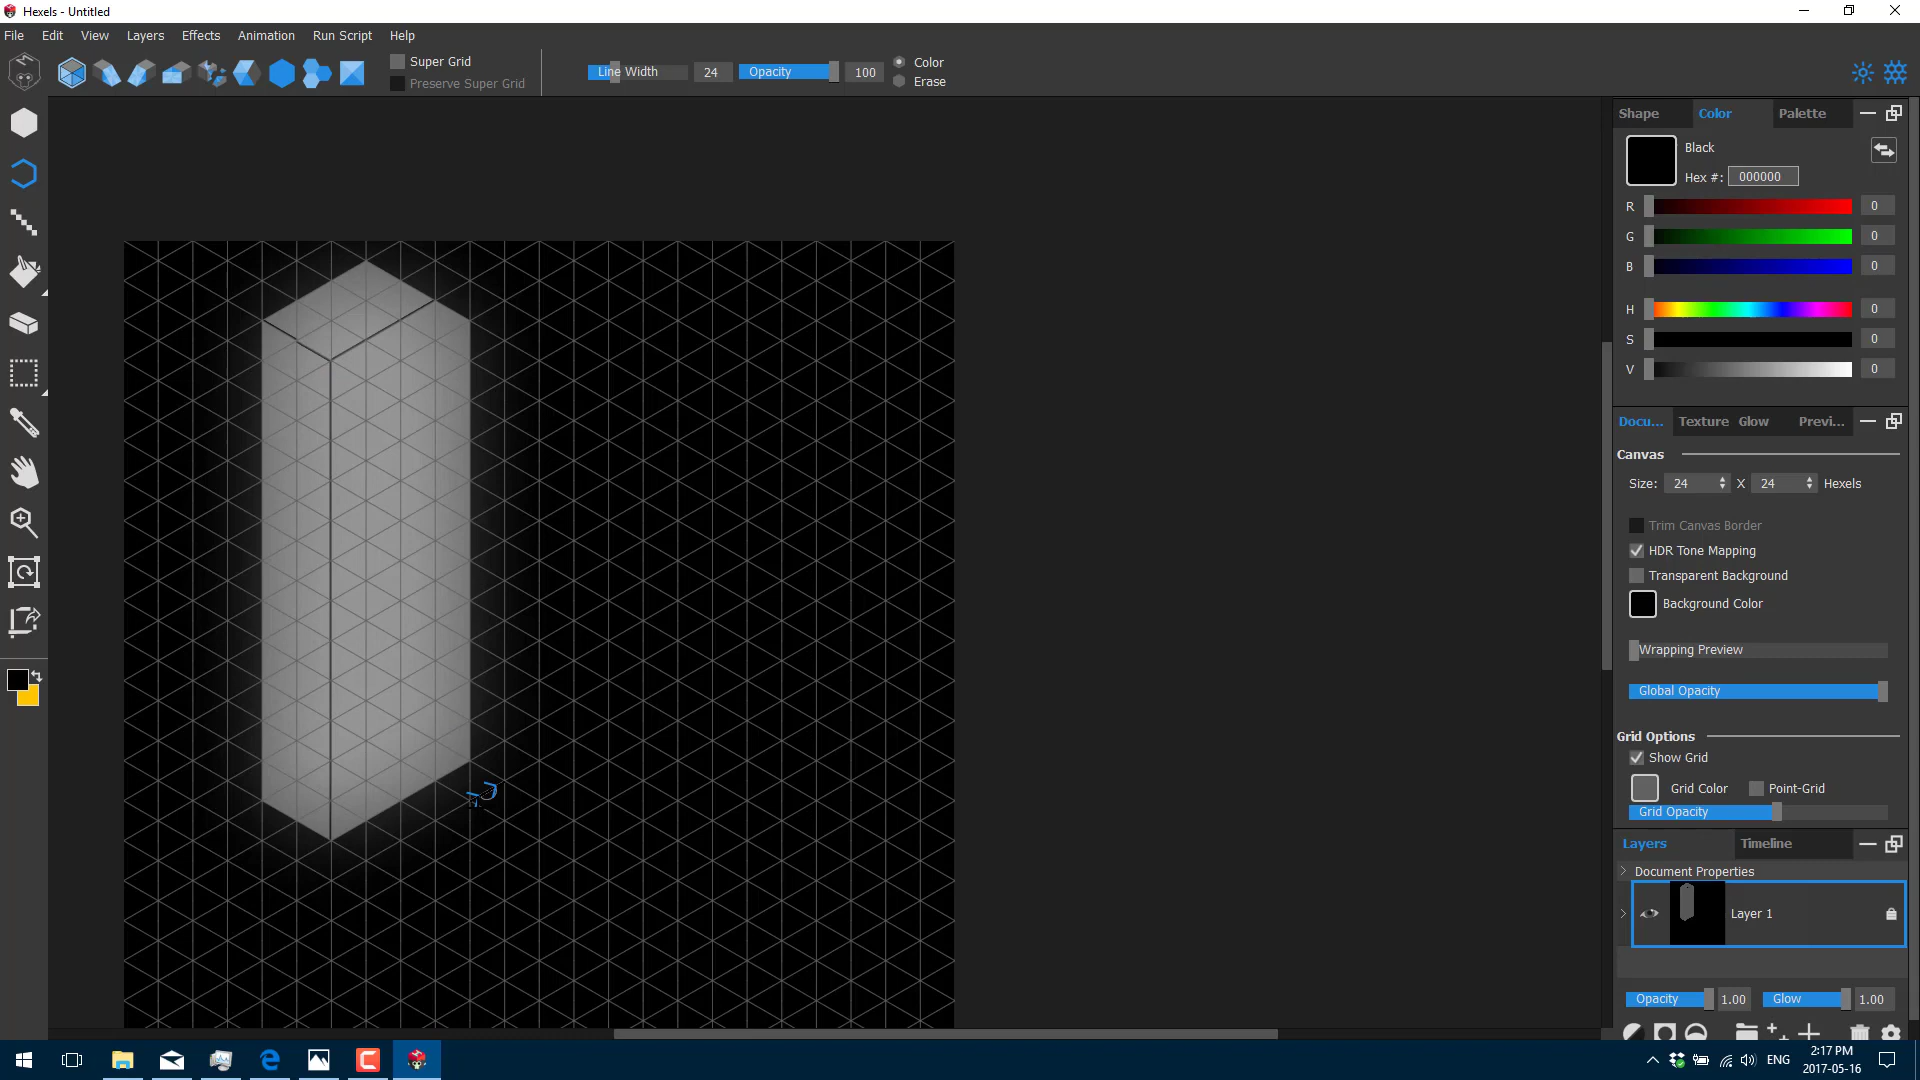 Hexels - Untitled
File Edit View Layers Effects Animation Run Script Help
Super Grid
Preserve Super Grid
Line Width 24 Opacity 100
Color
Erase
Shape Color Palette
Black
Hex #: 000000
R 0
G 0
B 0
H 0
S 0
V 0
Docu... Texture Glow Previ...
Canvas
Size: 24 X 24 Hexels
Trim Canvas Border
HDR Tone Mapping
Transparent Background
Background Color
Wrapping Preview
Global Opacity
Grid Options
Show Grid
Grid Color Point-Grid
Grid Opacity
Layers Timeline
Document Properties
Layer 1
Opacity 1.00 Glow 1.00
ENG
2:17 PM
2017-05-16